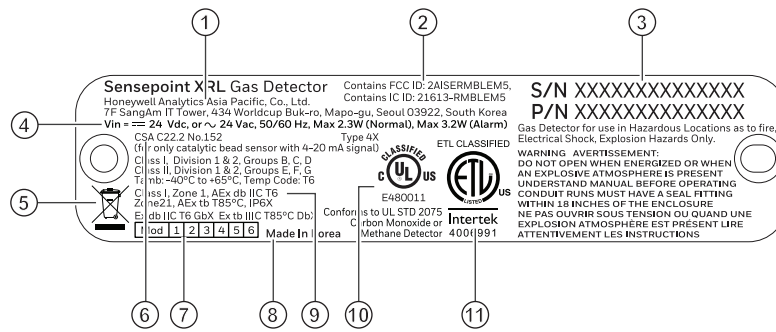 1
2
3
Sensepoint XRL Gas Detector
Honeywell Analytics Asia Pacific, Co., Ltd.
7F SangAm IT Tower, 434 Worldcup Buk-ro, Mapo-gu, Seoul 03922, South Korea
Contains FCC ID: 2AISERMBLEM5,
Contains IC ID: 21613-RMBLEM5
4
Vin = ⎓ 24 Vdc, or ∿ 24 Vac, 50/60 Hz, Max 2.3W (Normal), Max 3.2W (Alarm)
CSA C22.2 No.152
Type 4X
(for only catalytic bead sensor with 4-20 mA signal)
Class I, Division 1 & 2, Groups B, C, D
Class II, Division 1 & 2, Groups E, F, G
Tamb: -40°C to +65°C, Temp Code: T6
Class I, Zone 1, AEx db IIC T6
Zone21, AEx tb T85°C, IP6X
Ex db IIC T6 GbX Ex tb IIIC T85°C Db
Mod 1 2 3 4 5 6
Made In Korea
CLASSIFIED
C UL US
E480011
Conforms to UL STD 2075
Carbon Monoxide or
Methane Detector
ETL CLASSIFIED
ETL
LISTED
US
Intertek
4006991
S/N XXXXXXXXXXXXXX
P/N XXXXXXXXXXXXXX
Gas Detector for use in Hazardous Locations as to fire,
Electrical Shock, Explosion Hazards Only.
WARNING AVERTISSEMENT:
DO NOT OPEN WHEN ENERGIZED OR WHEN
AN EXPLOSIVE ATMOSPHERE IS PRESENT
UNDERSTAND MANUAL BEFORE OPERATING
CONDUIT RUNS MUST HAVE A SEAL FITTING
WITHIN 18 INCHES OF THE ENCLOSURE
NE PAS OUVRIR SOUS TENSION OU QUAND UNE
EXPLOSION ATMOSPHÈRE EST PRÉSENT LIRE
ATTENTIVEMENT LES INSTRUCTIONS
5
6
7
8
9
10
11